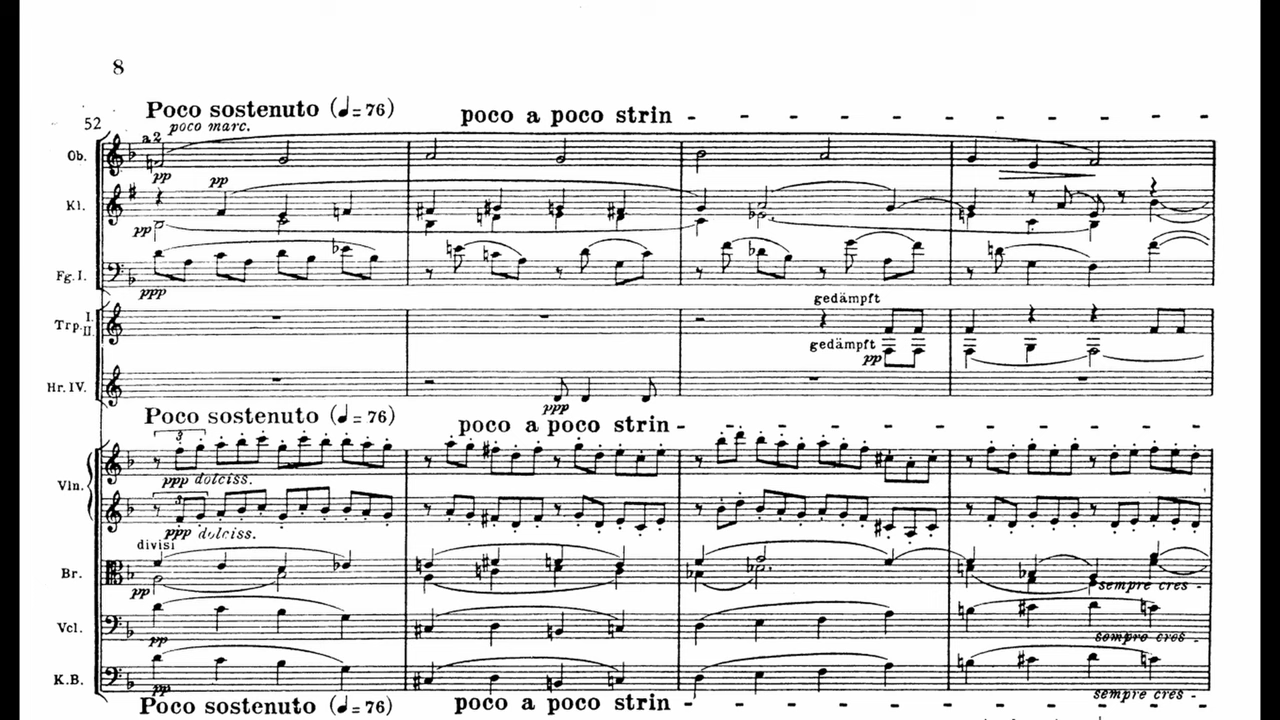 8
Poco sostenuto (♩=76) poco a poco strin - - - - - - - - -
52
a 2 poco marc.
Ob.
pp
pp
Kl.
pp
Fg. I.
ppp
gedämpft
Trp. I. II.
gedämpft
pp
Hr. IV.
ppp
Poco sostenuto (♩=76) poco a poco strin - - - - - - - - -
3
ppp dolciss.
Vln.
3
ppp dolciss.
divisi
Br.
pp
sempre cres -
Vcl.
pp
sempre cres -
K.B.
pp
sempre cres -
Poco sostenuto (♩=76) poco a poco strin - - - - - - - - -